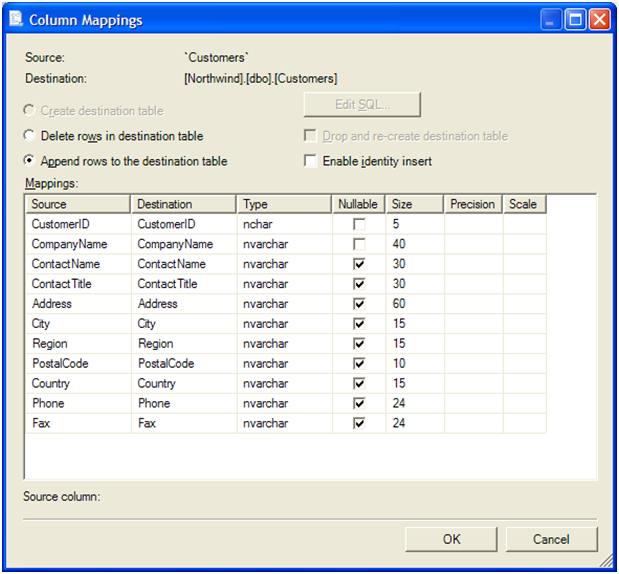 Column Mappings
Source: `Customers`
Destination: [Northwind].[dbo].[Customers]
Create destination table Edit SQL...
Delete rows in destination table Drop and re-create destination table
Append rows to the destination table Enable identity insert
Mappings:
Source Destination Type Nullable Size Precision Scale
CustomerID CustomerID nchar 5
CompanyName CompanyName nvarchar 40
ContactName ContactName nvarchar 30
ContactTitle ContactTitle nvarchar 30
Address Address nvarchar 60
City City nvarchar 15
Region Region nvarchar 15
PostalCode PostalCode nvarchar 10
Country Country nvarchar 15
Phone Phone nvarchar 24
Fax Fax nvarchar 24
Source column:
OK Cancel